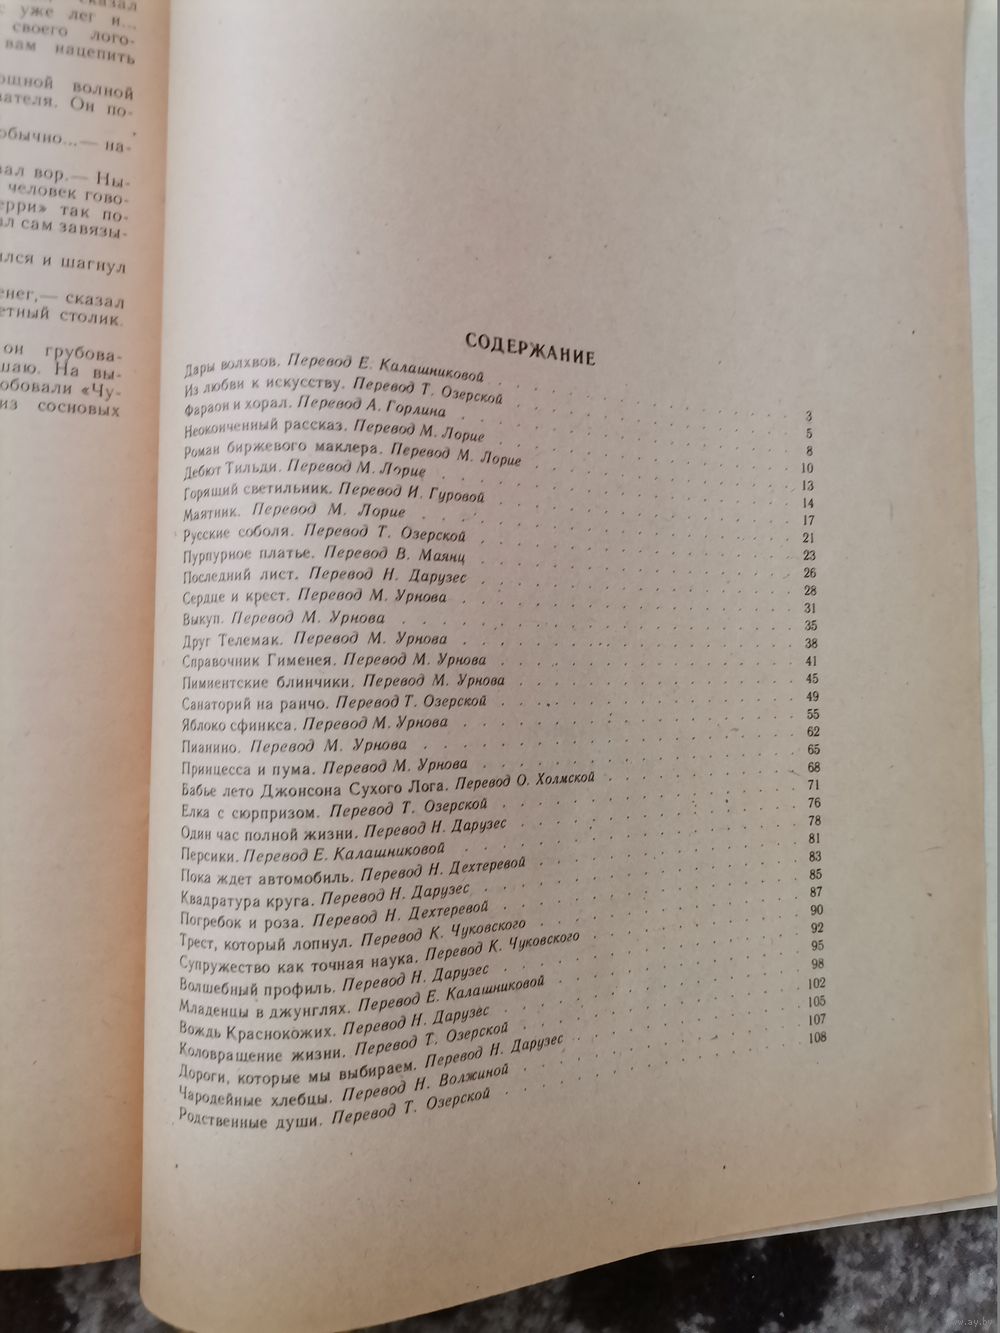 сказал
уже лег и...
своего лого-
вам нацепить
ощной волной
вателя. Он по-
обычно...— на-
вал вор.— Ны-
человек гово-
ерри» так по-
ал сам завязы-
лся и шагнул
енег,— сказал
етный столик.
он грубова-
шаю. На вы-
обовали «Чу-
из сосновых
СОДЕРЖАНИЕ
Дары волхвов. Перевод Е. Калашниковой 3
Из любви к искусству. Перевод Т. Озерской 5
Фараон и хорал. Перевод А. Горлина 8
Неоконченный рассказ. Перевод М. Лорие 10
Роман биржевого маклера. Перевод М. Лорие 13
Дебют Тильди. Перевод М. Лорие 14
Горящий светильник. Перевод И. Гуровой 17
Маятник. Перевод М. Лорие 21
Русские соболя. Перевод Т. Озерской 23
Пурпурное платье. Перевод В. Маянц 26
Последний лист. Перевод Н. Дарузес 28
Сердце и крест. Перевод М. Урнова 31
Выкуп. Перевод М. Урнова 35
Друг Телемак. Перевод М. Урнова 38
Справочник Гименея. Перевод М. Урнова 41
Пимиентские блинчики. Перевод М. Урнова 45
Санаторий на ранчо. Перевод Т. Озерской 49
Яблоко сфинкса. Перевод М. Урнова 55
Пианино. Перевод М. Урнова 62
Принцесса и пума. Перевод М. Урнова 65
Бабье лето Джонсона Сухого Лога. Перевод О. Холмской 68
Елка с сюрпризом. Перевод Т. Озерской 71
Один час полной жизни. Перевод Н. Дарузес 76
Персики. Перевод Е. Калашниковой 78
Пока ждет автомобиль. Перевод Н. Дехтеревой 81
Квадратура круга. Перевод Н. Дарузес 83
Погребок и роза. Перевод Н. Дехтеревой 85
Трест, который лопнул. Перевод К. Чуковского 87
Супружество как точная наука. Перевод К. Чуковского 90
Волшебный профиль. Перевод Н. Дарузес 92
Младенцы в джунглях. Перевод Е. Калашниковой 95
Вождь Краснокожих. Перевод Н. Дарузес 98
Коловращение жизни. Перевод Т. Озерской 102
Дороги, которые мы выбираем. Перевод Н. Дарузес 105
Чародейные хлебцы. Перевод Н. Волжиной 107
Родственные души. Перевод Т. Озерской 108
www.ay.by